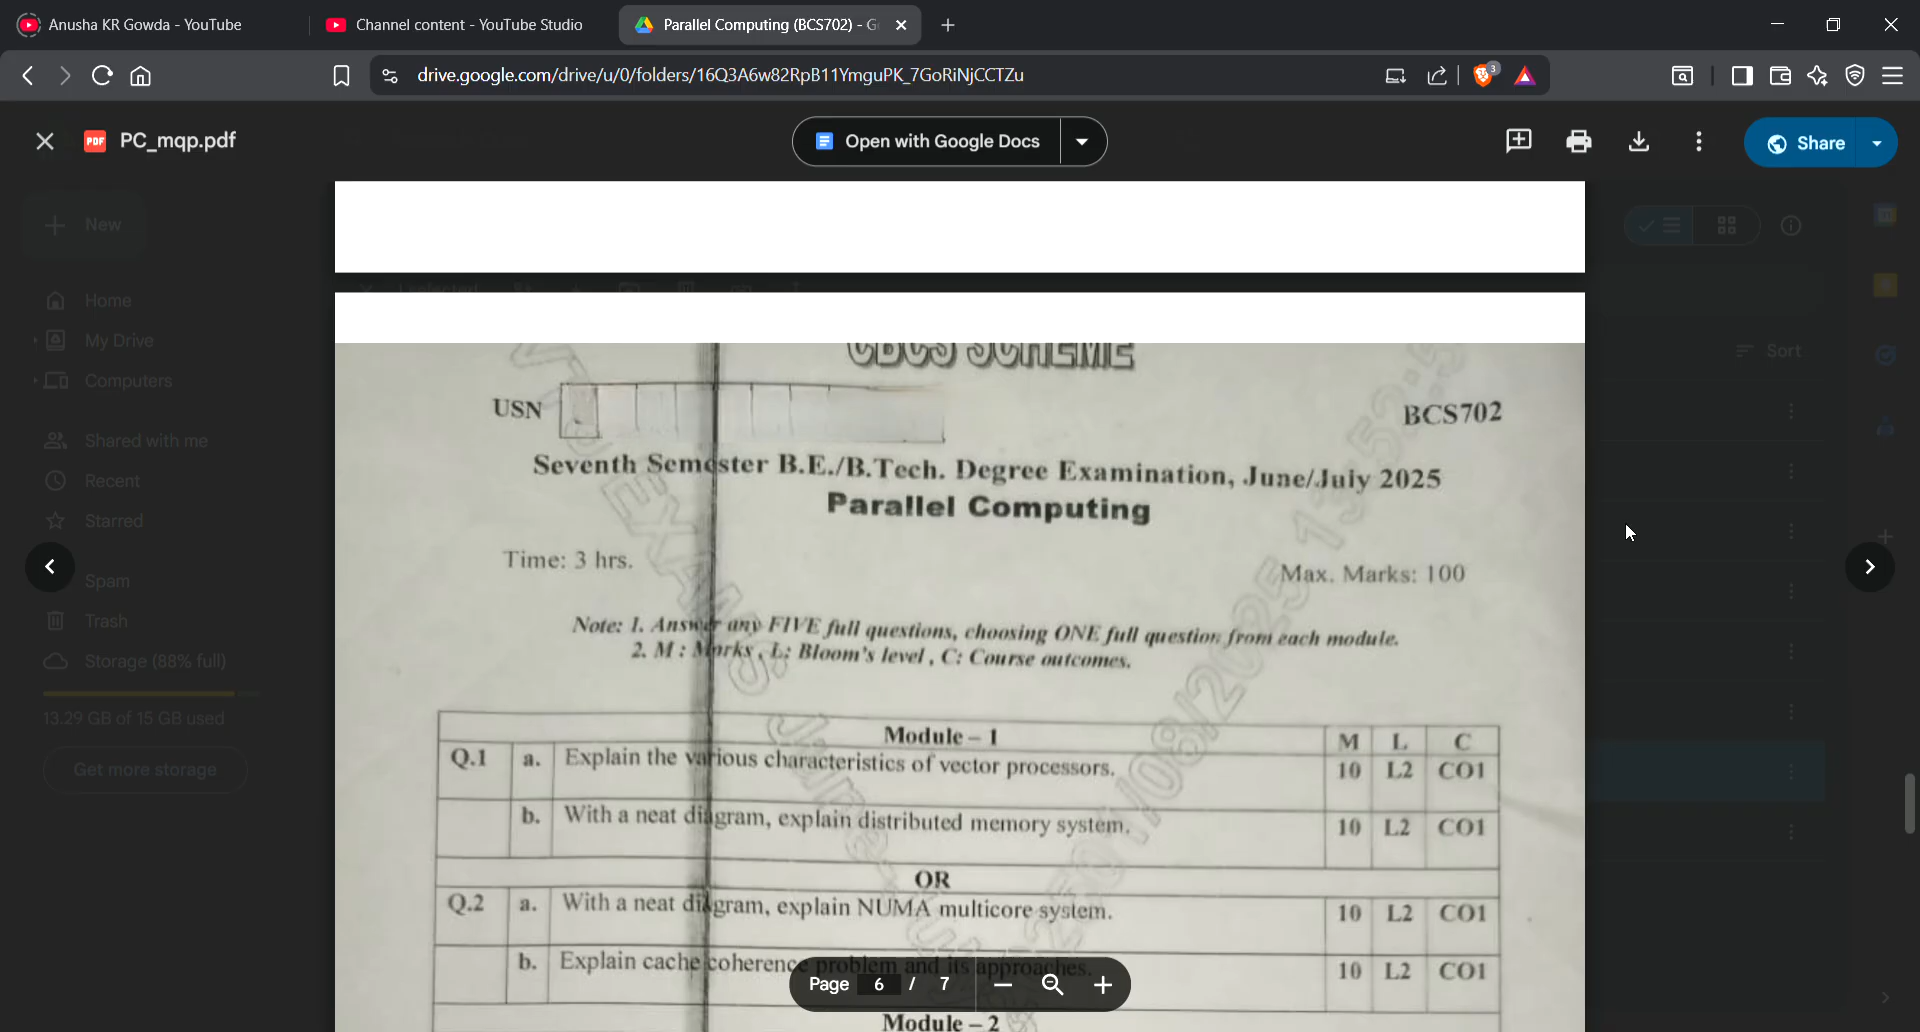 Anusha KR Gowda - YouTube
Channel content - YouTube Studio
Parallel Computing (BCS702) - G
drive.google.com/drive/u/0/folders/16Q3A6w82RpB11YmguPK_7GoRiNjCCTZu
3
PDF PC_mqp.pdf
Open with Google Docs
Share
New
Home
My Drive
Computers
Shared with me
Recent
Starred
Spam
Trash
Storage (88% full)
13.29 GB of 15 GB used
Get more storage
1 selected
Sort
CBCS SCHEME
USN
BCS702
Seventh Semester B.E./B.Tech. Degree Examination, June/July 2025
Parallel Computing
Time: 3 hrs.
Max. Marks: 100
Note: 1. Answer any FIVE full questions, choosing ONE full question from each module.
2. M : Marks , L: Bloom's level , C: Course outcomes.
Module – 1 M L C
Q.1 a. Explain the various characteristics of vector processors. 10 L2 CO1
b. With a neat diagram, explain distributed memory system. 10 L2 CO1
OR
Q.2 a. With a neat diagram, explain NUMA multicore system. 10 L2 CO1
b. Explain cache coherence problem and its approaches. 10 L2 CO1
Page 6 / 7
Module – 2